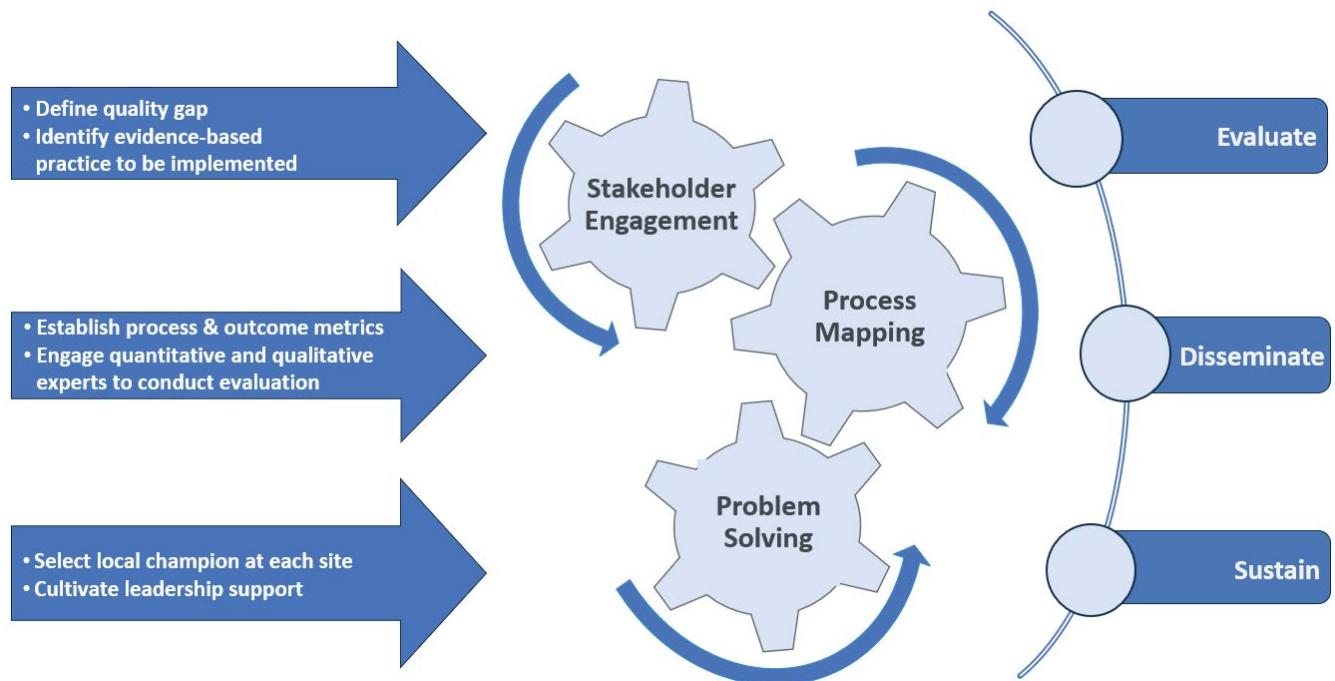 • Define quality gap
• Identify evidence-based
practice to be implemented
• Establish process & outcome metrics
• Engage quantitative and qualitative
experts to conduct evaluation
• Select local champion at each site
• Cultivate leadership support
Stakeholder
Engagement
Process
Mapping
Problem
Solving
Evaluate
Disseminate
Sustain